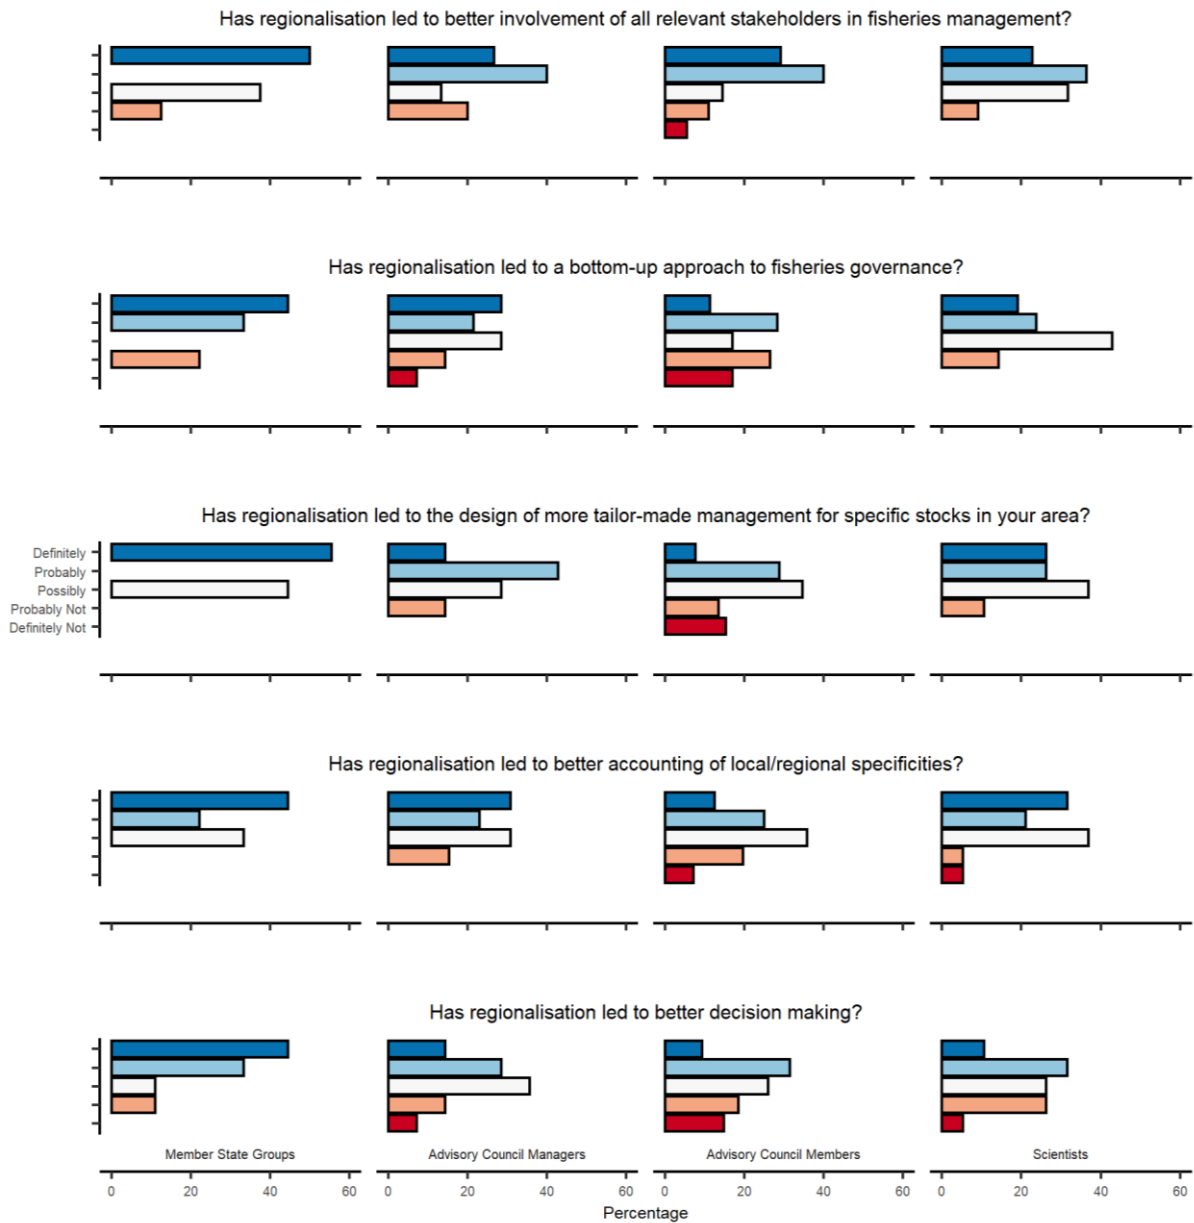 Has regionalisation led to better involvement of all relevant stakeholders in fisheries management?
Has regionalisation led to a bottom-up approach to fisheries governance?
Has regionalisation led to the design of more tailor-made management for specific stocks in your area?
Definitely
Probably
Possibly
Probably Not
Definitely Not
Has regionalisation led to better accounting of local/regional specificities?
Has regionalisation led to better decision making?
Member State Groups Advisory Council Managers Advisory Council Members Scientists
0 20 40 60 0 20 40 60 0 20 40 60 0 20 40 60
Percentage